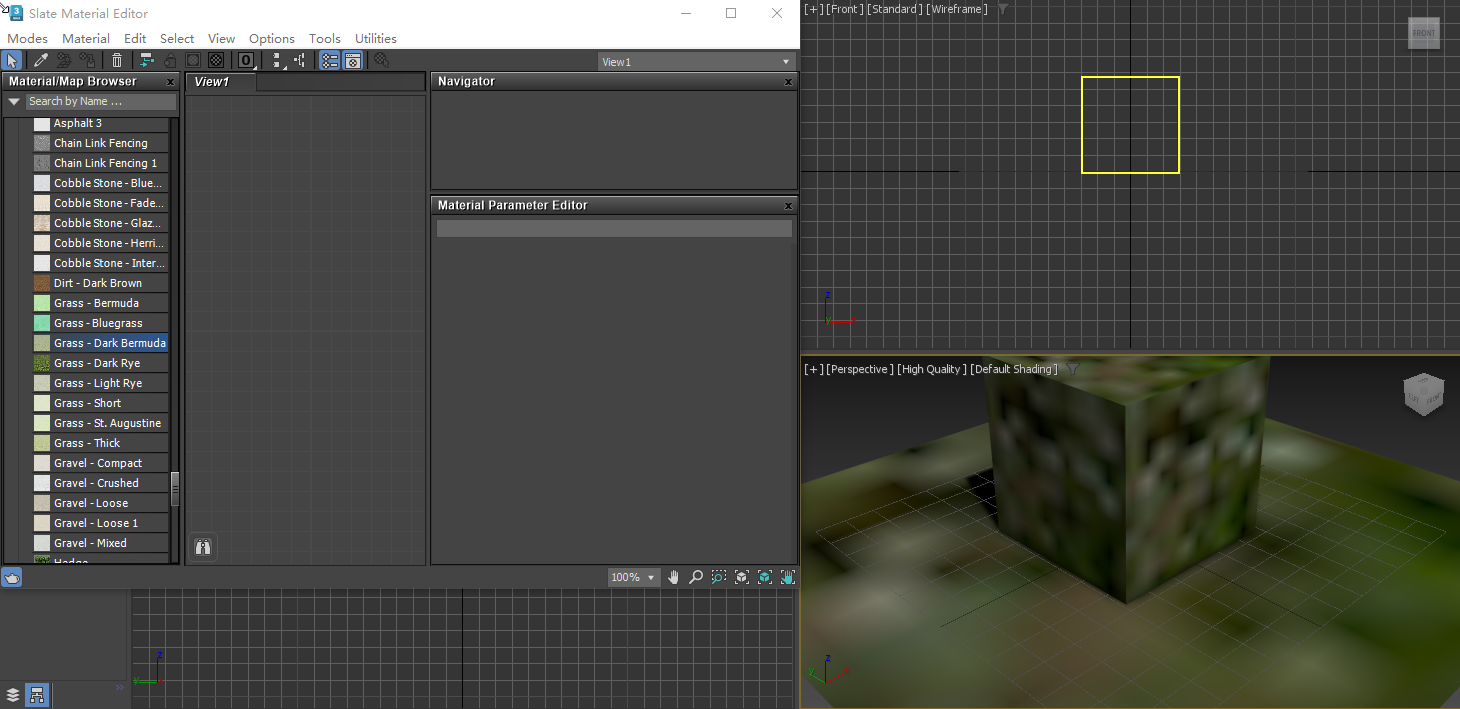 Slate Material Editor
Modes Material Edit Select View Options Tools Utilities
0
View1
Material/Map Browser
Search by Name ...
Asphalt 3
Chain Link Fencing
Chain Link Fencing 1
Cobble Stone - Blue...
Cobble Stone - Fade...
Cobble Stone - Glaz...
Cobble Stone - Herri...
Cobble Stone - Inter...
Dirt - Dark Brown
Grass - Bermuda
Grass - Bluegrass
Grass - Dark Bermuda
Grass - Dark Rye
Grass - Light Rye
Grass - Short
Grass - St. Augustine
Grass - Thick
Gravel - Compact
Gravel - Crushed
Gravel - Loose
Gravel - Loose 1
Gravel - Mixed
Hedge
View1
Navigator
Material Parameter Editor
100%
z
y
[+] [Front ] [Standard ] [Wireframe ]
FRONT
z
y x
[+] [Perspective ] [High Quality ] [Default Shading ]
LEFT FRONT
z
y x